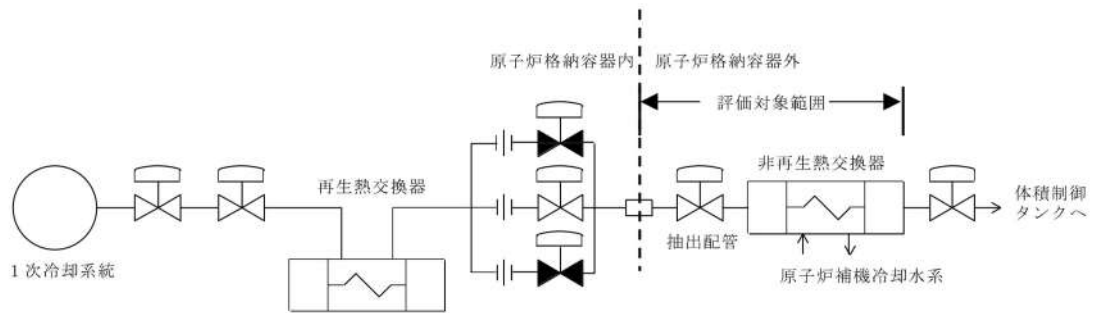 原子炉格納容器内
原子炉格納容器外
評価対象範囲
再生熱交換器
非再生熱交換器
体積制御
タンクへ
抽出配管
1次冷却系統
原子炉補機冷却水系